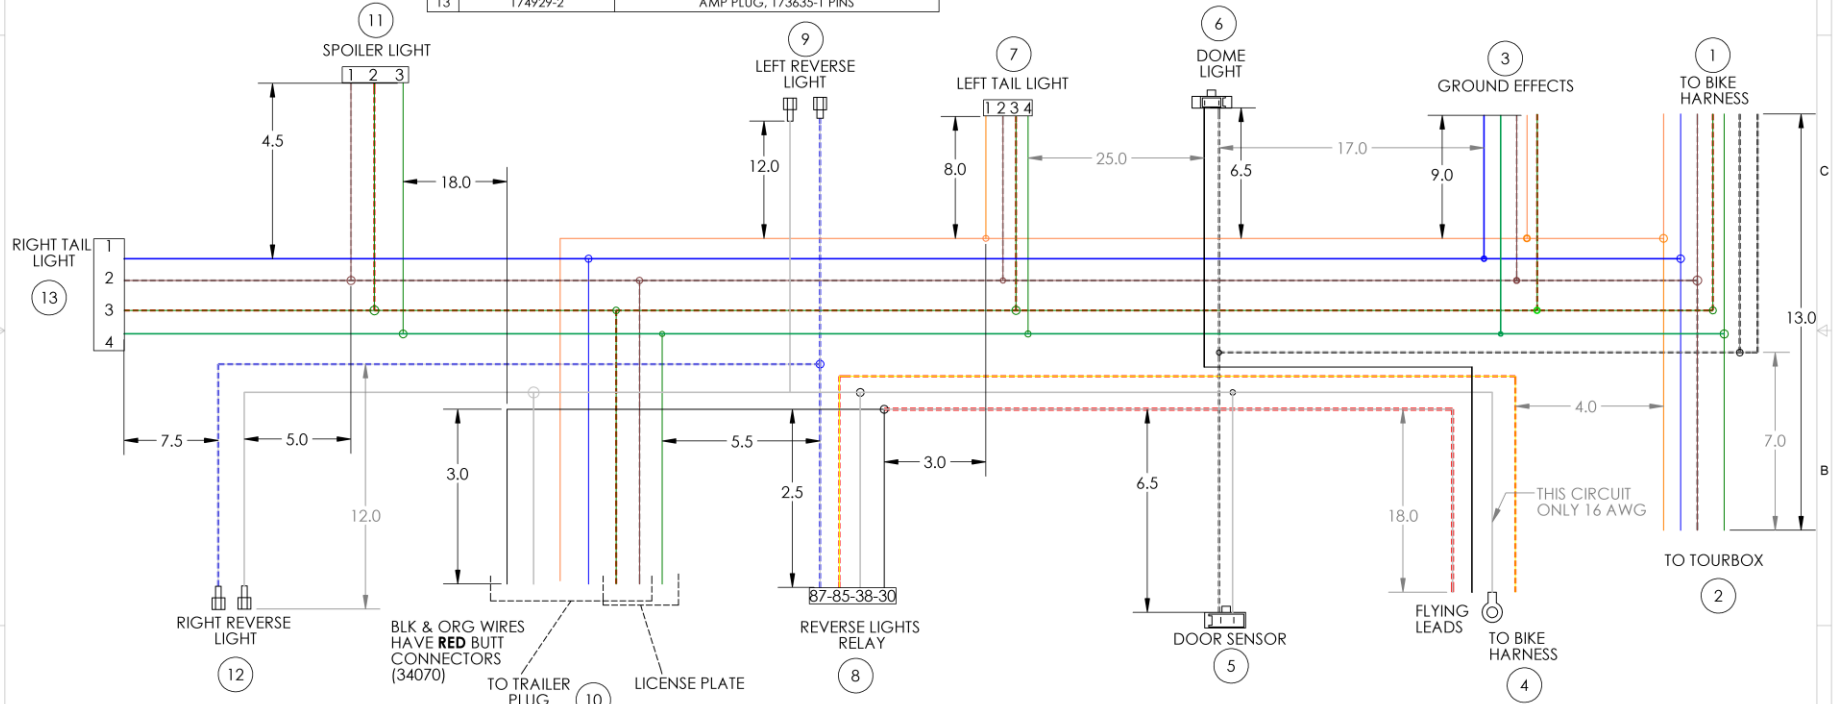 13 174929-2 AMP PLUG, 173635-1 PINS
11
SPOILER LIGHT
1 2 3
9
LEFT REVERSE
LIGHT
7
LEFT TAIL LIGHT
1 2 3 4
6
DOME
LIGHT
3
GROUND EFFECTS
1
TO BIKE
HARNESS
4.5
18.0
12.0
8.0
25.0
6.5
17.0
9.0
C
RIGHT TAIL
LIGHT
13
1
2
3
4
13.0
7.5
5.0
12.0
3.0
5.5
2.5
3.0
6.5
18.0
4.0
7.0
B
THIS CIRCUIT
ONLY 16 AWG
RIGHT REVERSE
LIGHT
12
BLK & ORG WIRES
HAVE RED BUTT
CONNECTORS
(34070)
TO TRAILER
PLUG
10
LICENSE PLATE
87-85-38-30
REVERSE LIGHTS
RELAY
8
DOOR SENSOR
5
FLYING
LEADS
TO BIKE
HARNESS
4
TO TOURBOX
2